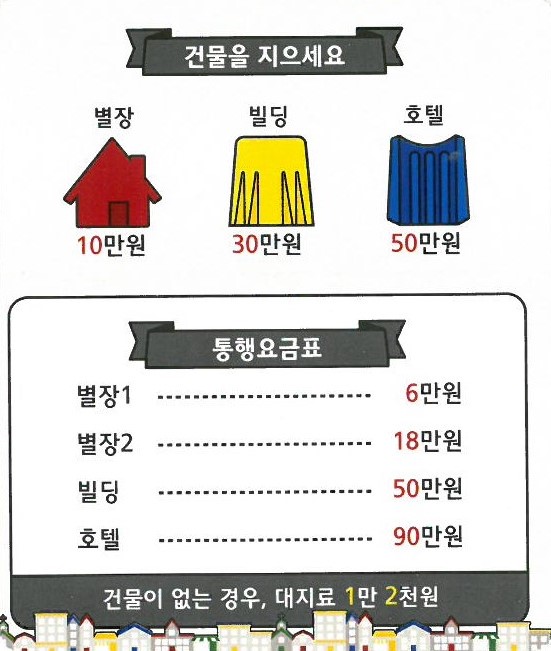 건물을 지으세요
별장 빌딩 호텔
10만원 30만원 50만원
통행요금표
별장1 ---------------------- 6만원
별장2 ---------------------- 18만원
빌딩 ---------------------- 50만원
호텔 ---------------------- 90만원
건물이 없는 경우, 대지료 1만 2천원